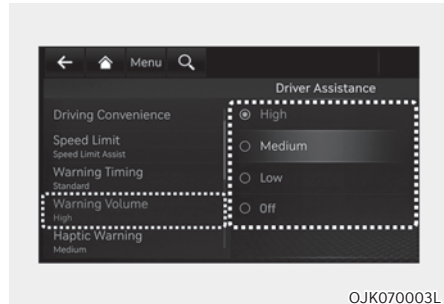 Menu
Driver Assistance
Driving Convenience
Speed Limit
Speed Limit Assist
Warning Timing
Standard
Warning Volume
High
Haptic Warning
Medium
High
Medium
Low
Off
OJK070003L